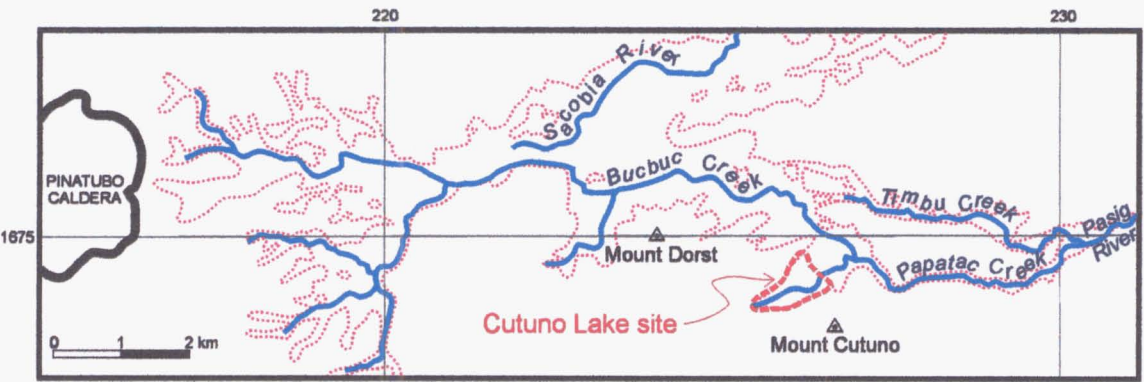 220
230
Sacobia River
PINATUBO
CALDERA
Bucbuc Creek
Timbu Creek
Pasig
River
1675
Mount Dorst
Papatac Creek
Cutuno Lake site
Mount Cutuno
0 1 2 km